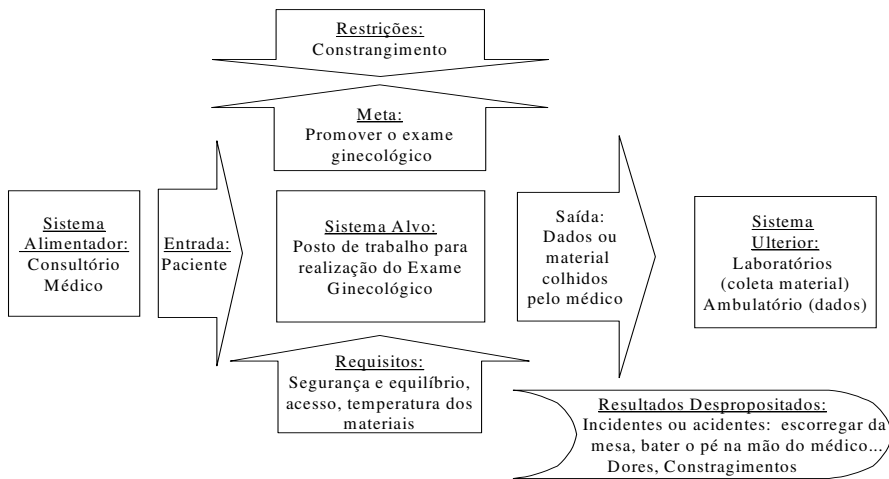 Restrições:
Constrangimento
Meta:
Promover o exame
ginecológico
Sistema
Alimentador:
Consultório
Médico
Entrada:
Paciente
Sistema Alvo:
Posto de trabalho para
realização do Exame
Ginecológico
Saída:
Dados ou
material
colhidos
pelo médico
Sistema
Ulterior:
Laboratórios
(coleta material)
Ambulatório (dados)
Requisitos:
Segurança e equilíbrio,
acesso, temperatura dos
materiais
Resultados Despropositados:
Incidentes ou acidentes: escorregar da
mesa, bater o pé na mão do médico...
Dores, Constragimentos